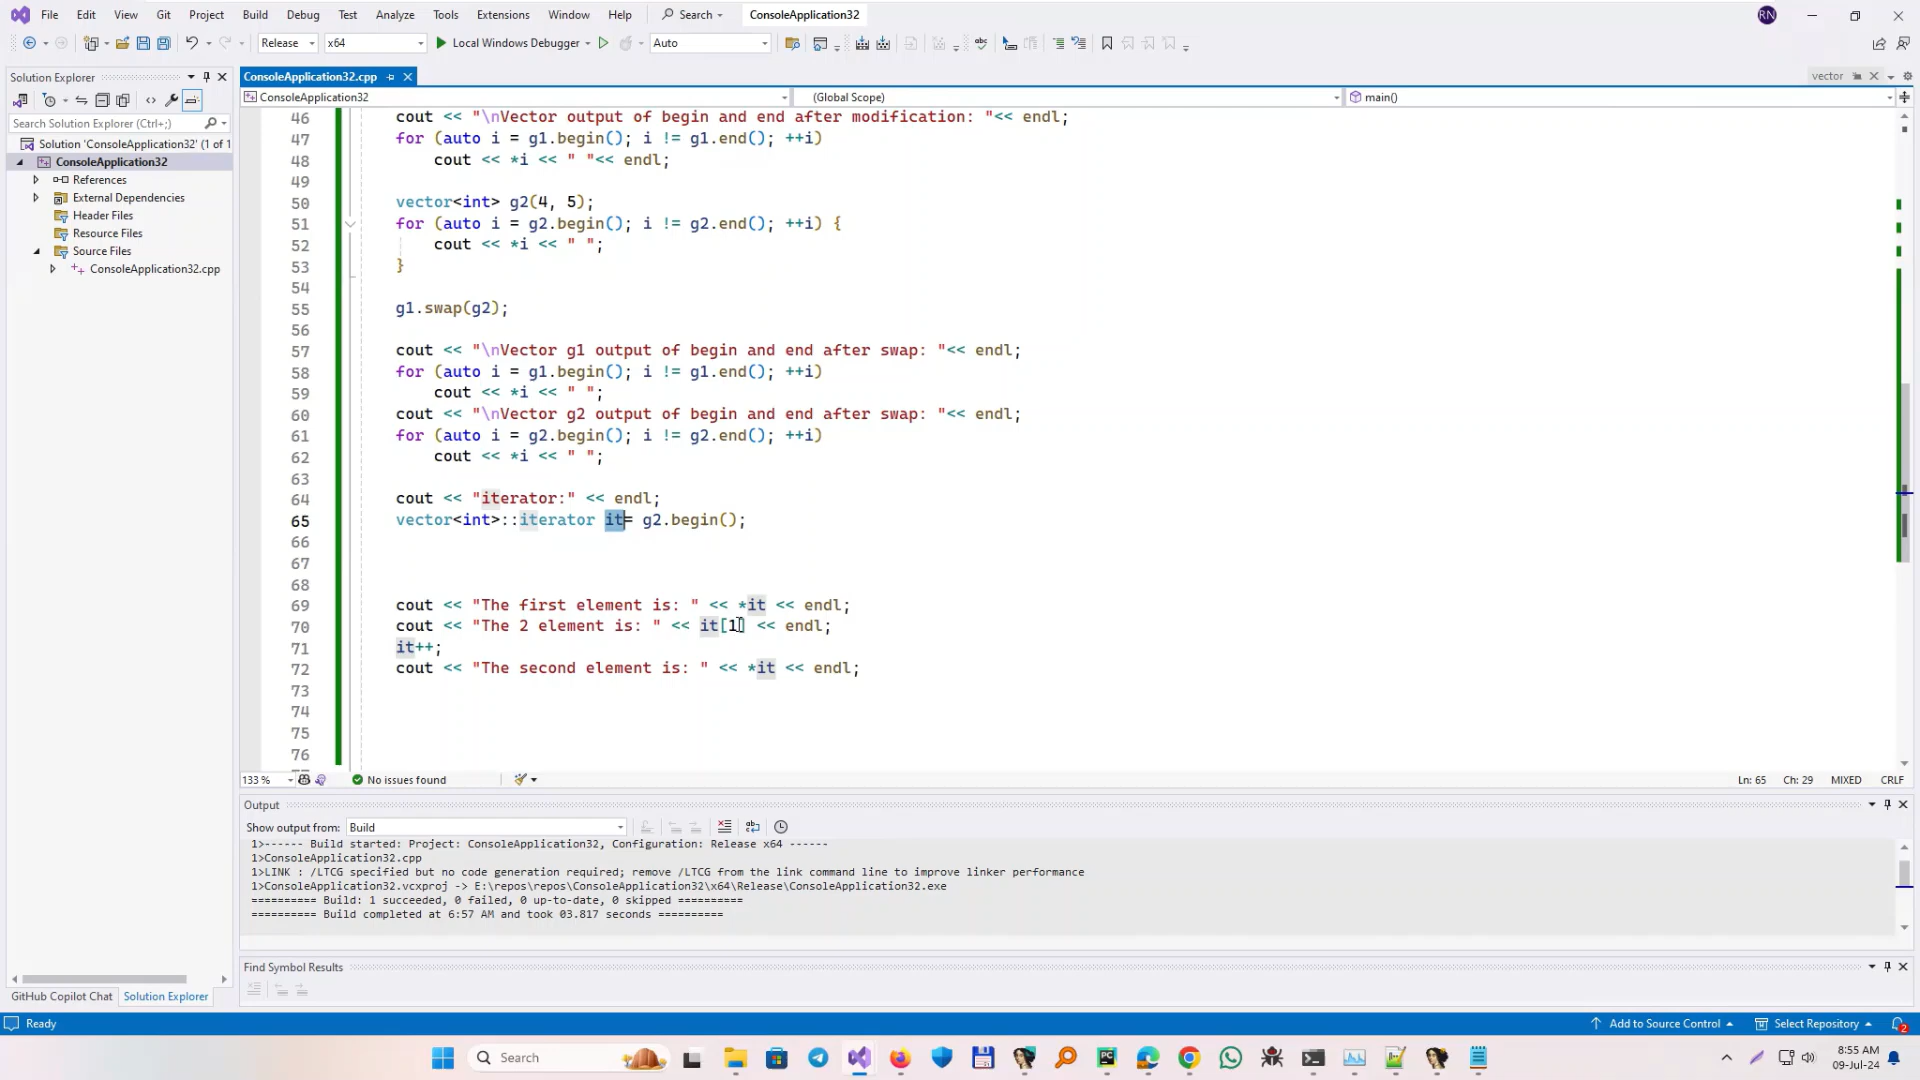 File Edit View Git Project Build Debug Test Analyze Tools Extensions Window Help Search ConsoleApplication32 RN
Release x64 Local Windows Debugger Auto
Solution Explorer
Search Solution Explorer (Ctrl+;)
Solution 'ConsoleApplication32' (1 of 1
ConsoleApplication32
References
External Dependencies
Header Files
Resource Files
Source Files
ConsoleApplication32.cpp
GitHub Copilot Chat Solution Explorer
ConsoleApplication32.cpp vector
ConsoleApplication32 (Global Scope) main()
46 cout << "\nVector output of begin and end after modification: "<< endl;
47 for (auto i = g1.begin(); i != g1.end(); ++i)
48 cout << *i << " "<< endl;
49
50 vector<int> g2(4, 5);
51 for (auto i = g2.begin(); i != g2.end(); ++i) {
52 cout << *i << " ";
53 }
54
55 g1.swap(g2);
56
57 cout << "\nVector g1 output of begin and end after swap: "<< endl;
58 for (auto i = g1.begin(); i != g1.end(); ++i)
59 cout << *i << " ";
60 cout << "\nVector g2 output of begin and end after swap: "<< endl;
61 for (auto i = g2.begin(); i != g2.end(); ++i)
62 cout << *i << " ";
63
64 cout << "iterator:" << endl;
65 vector<int>::iterator it= g2.begin();
66
67
68
69 cout << "The first element is: " << *it << endl;
70 cout << "The 2 element is: " << it[1] << endl;
71 it++;
72 cout << "The second element is: " << *it << endl;
73
74
75
76
133 % No issues found Ln: 65 Ch: 29 MIXED CRLF
Output
Show output from: Build
1>------ Build started: Project: ConsoleApplication32, Configuration: Release x64 ------
1>ConsoleApplication32.cpp
1>LINK : /LTCG specified but no code generation required; remove /LTCG from the link command line to improve linker performance
1>ConsoleApplication32.vcxproj -> E:\repos\repos\ConsoleApplication32\x64\Release\ConsoleApplication32.exe
========== Build: 1 succeeded, 0 failed, 0 up-to-date, 0 skipped ==========
========== Build completed at 6:57 AM and took 03.817 seconds ==========
Find Symbol Results
Ready Add to Source Control Select Repository 2
Search 8:55 AM
09-Jul-24